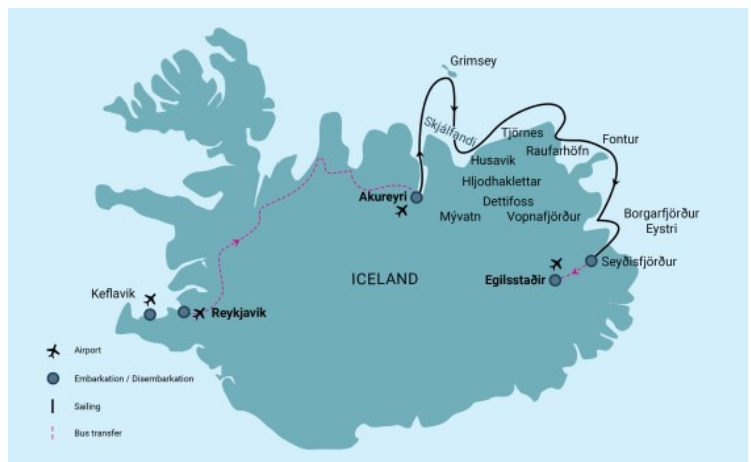 Grimsey
Skjálfandi
Tjörnes
Fontur
Raufarhöfn
Husavik
Hljodhaklettar
Akureyri
Dettifoss
Mývatn
Vopnafjörður
Borgarfjörður
Eystri
Seyðisfjörður
ICELAND
Egilsstaðir
Keflavik
Reykjavik
Airport
Embarkation / Disembarkation
Sailing
Bus transfer